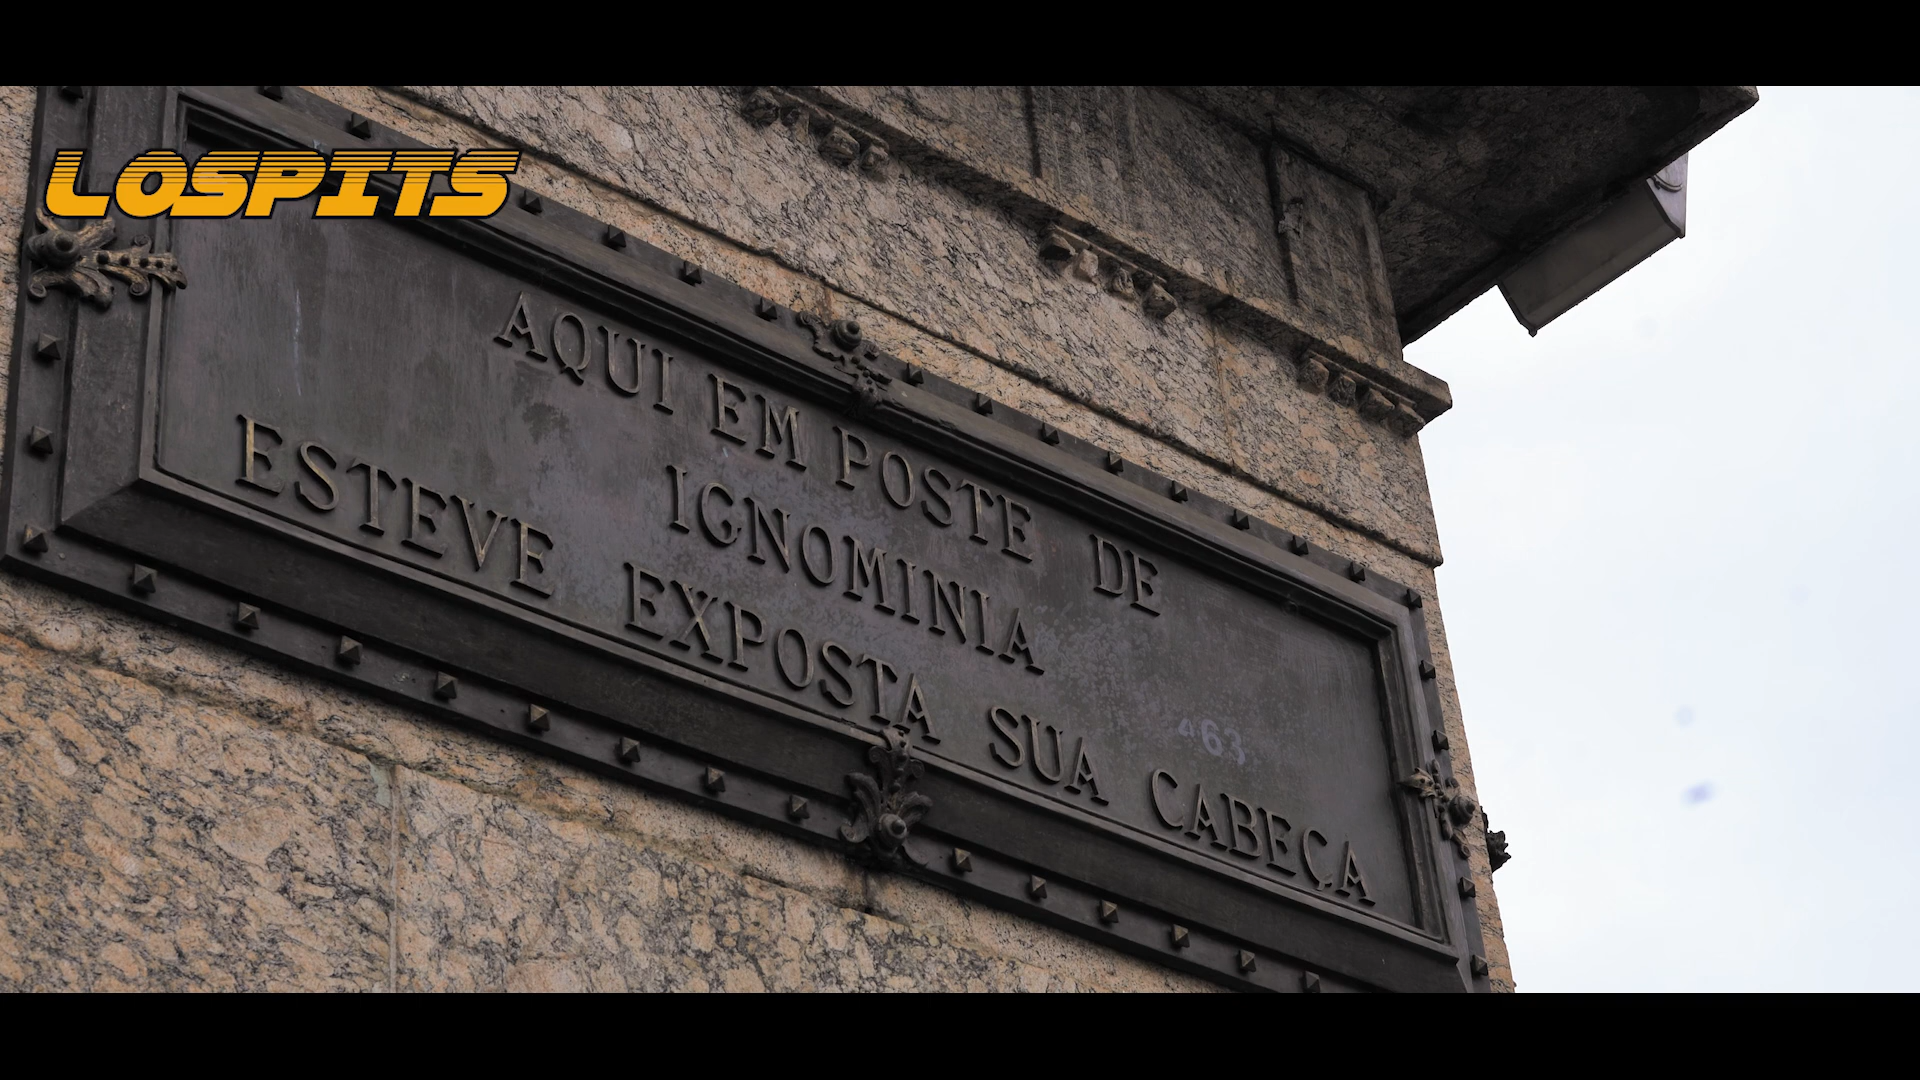 LOSPITS
AQUI EM POSTE DE
IGNOMINIA
ESTEVE EXPOSTA SUA CABEÇA
463